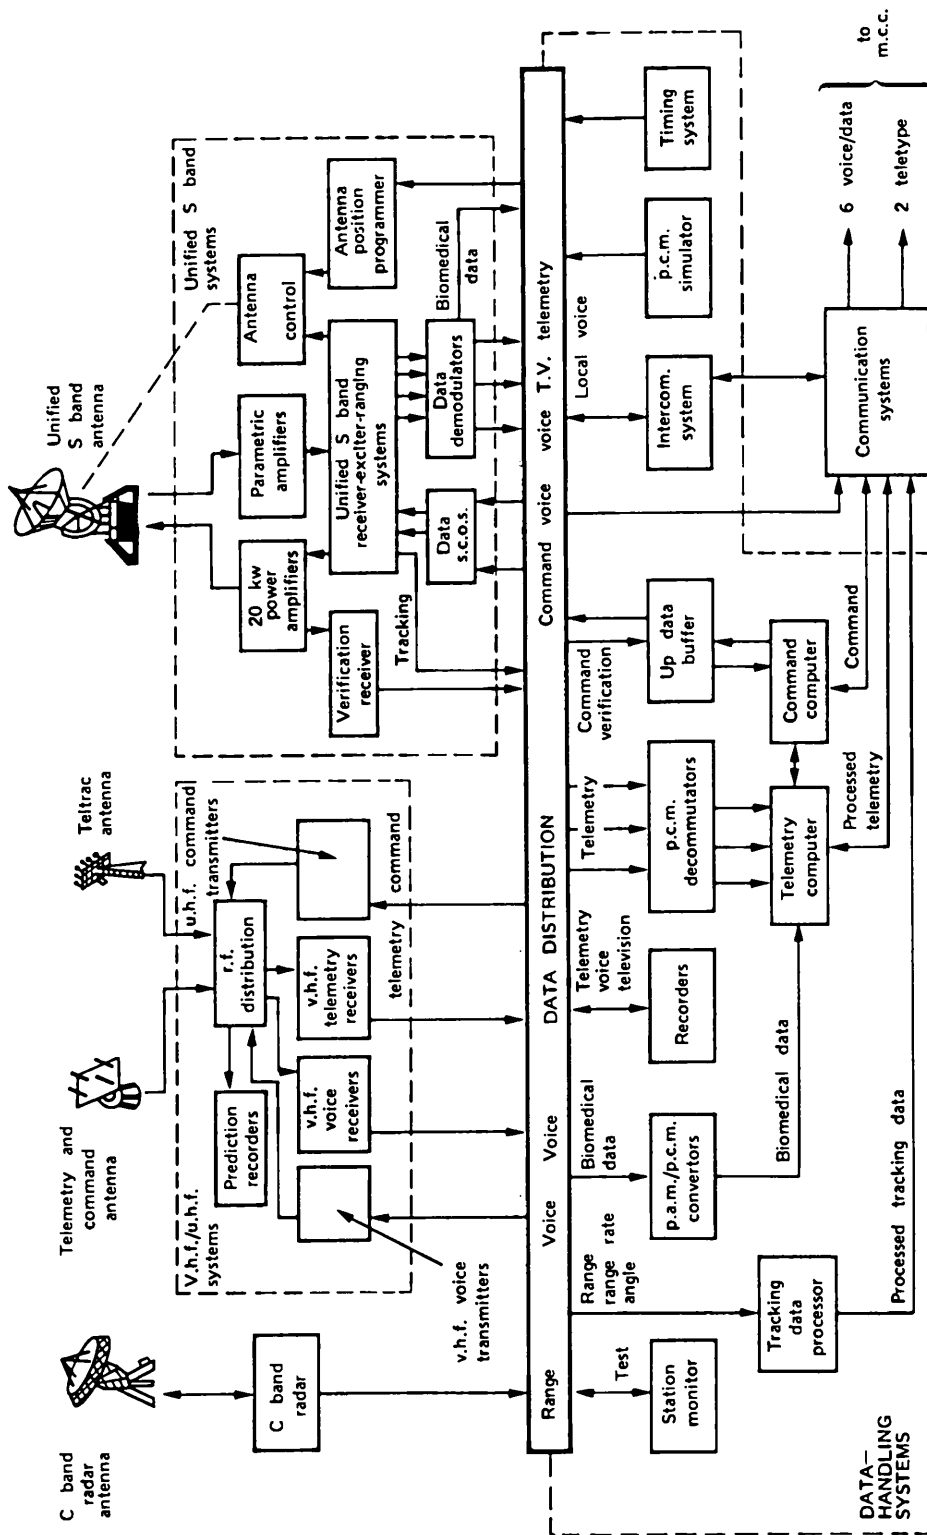 C band
radar
antenna
Telemetry and
command
antenna
Teltrac
antenna
Unified
S band
antenna
C band
radar
V.h.f./u.h.f.
systems
Prediction
recorders
r.f.
distribution
u.h.f. command
transmitters
v.h.f. voice
transmitters
v.h.f.
voice
receivers
v.h.f.
telemetry
receivers
telemetry
command
Unified S band
systems
20 kw
power
amplifiers
Parametric
amplifiers
Antenna
control
Verification
receiver
Unified S band
receiver-exciter-ranging
systems
Antenna
position
programmer
Tracking
Data
s.c.o.s.
Data
demodulators
Biomedical
data
Range
Voice
Voice
DATA DISTRIBUTION
Command voice
voice
T.V. telemetry
Test
Range rate
range
angle
Biomedical
data
Telemetry
voice
television
Telemetry
Command
verification
Local
voice
Station
monitor
Tracking
data
processor
p.a.m./p.c.m.
convertors
Recorders
p.c.m.
decommutators
Up data
buffer
Intercom.
system
p.c.m.
simulator
Timing
system
Biomedical data
Telemetry
computer
Command
computer
Processed tracking data
Processed
telemetry
Command
Communication
systems
6 voice/data
2 teletype
to
m.c.c.
DATA—
HANDLING
SYSTEMS